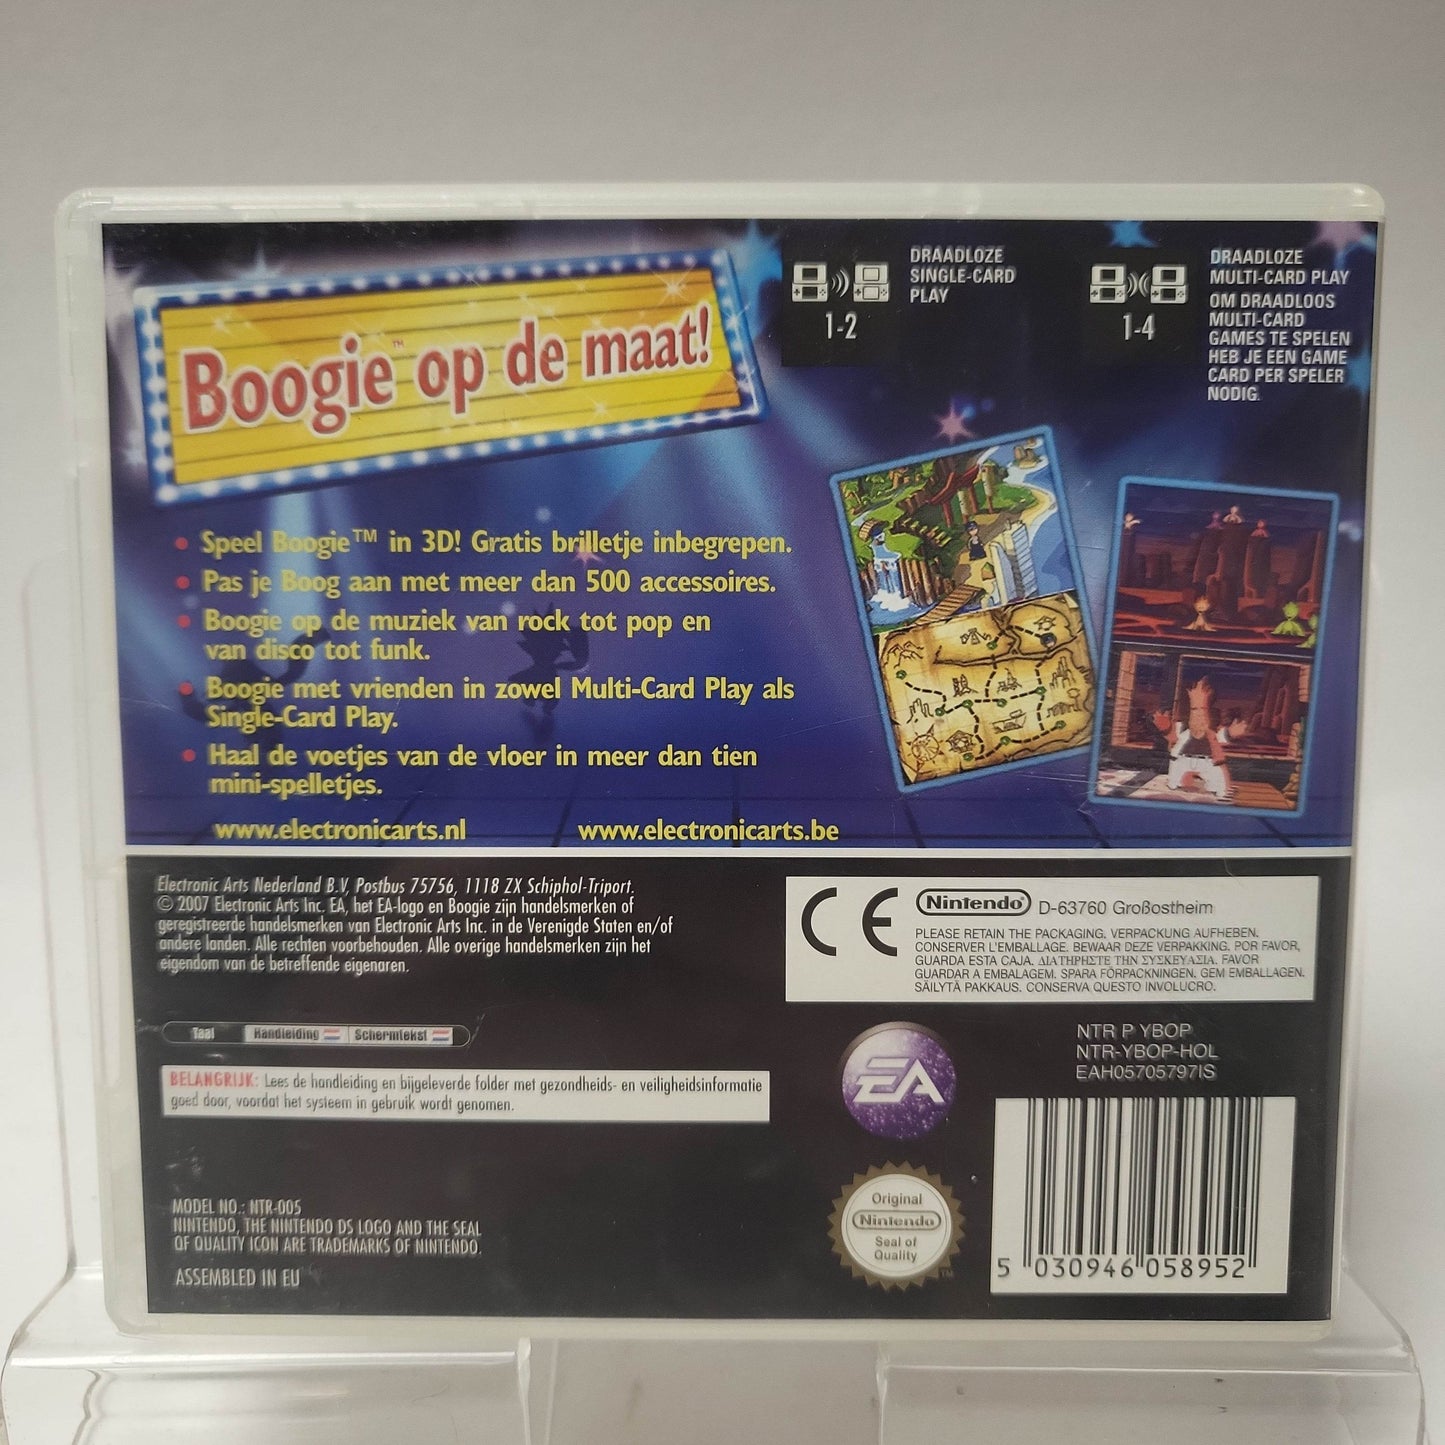 Boogie™ op de maat!
1-2
DRAADLOZE
SINGLE-CARD
PLAY
1-4
DRAADLOZE
MULTI-CARD PLAY
OM DRAADLOOS
MULTI-CARD
GAMES TE SPELEN
HEB JE EEN GAME
CARD PER SPELER
NODIG.
• Speel Boogie™ in 3D! Gratis brilletje inbegrepen.
• Pas je Boog aan met meer dan 500 accessoires.
• Boogie op de muziek van rock tot pop en
van disco tot funk.
• Boogie met vrienden in zowel Multi-Card Play als
Single-Card Play.
• Haal de voetjes van de vloer in meer dan tien
mini-spelletjes.
www.electronicarts.nl www.electronicarts.be
Electronic Arts Nederland B.V, Postbus 75756, 1118 ZX Schiphol-Triport.
© 2007 Electronic Arts Inc. EA, het EA-logo en Boogie zijn handelsmerken of
geregistreerde handelsmerken van Electronic Arts Inc. in de Verenigde Staten en/of
andere landen. Alle rechten voorbehouden. Alle overige handelsmerken zijn het
eigendom van de betreffende eigenaren.
CE
Nintendo® D-63760 Großostheim
PLEASE RETAIN THE PACKAGING. VERPACKUNG AUFHEBEN.
CONSERVER L'EMBALLAGE. BEWAAR DEZE VERPAKKING. POR FAVOR,
GUARDA ESTA CAJA. ΔΙΑΤΗΡΗΣΤΕ ΤΗΝ ΣΥΣΚΕΥΑΣΙΑ. FAVOR
GUARDAR A EMBALAGEM. SPARA FÖRPACKNINGEN. GEM EMBALLAGEN.
SÄILYTÄ PAKKAUS. CONSERVA QUESTO INVOLUCRO.
Taal Handleiding Schermtekst
BELANGRIJK: Lees de handleiding en bijgeleverde folder met gezondheids- en veiligheidsinformatie
goed door, voordat het systeem in gebruik wordt genomen.
EA
NTR P YBOP
NTR-YBOP-HOL
EAH05705797IS
MODEL NO.: NTR-005
NINTENDO, THE NINTENDO DS LOGO AND THE SEAL
OF QUALITY ICON ARE TRADEMARKS OF NINTENDO.
ASSEMBLED IN EU
Original
Nintendo
Seal of
Quality
TM
5 030946 058952